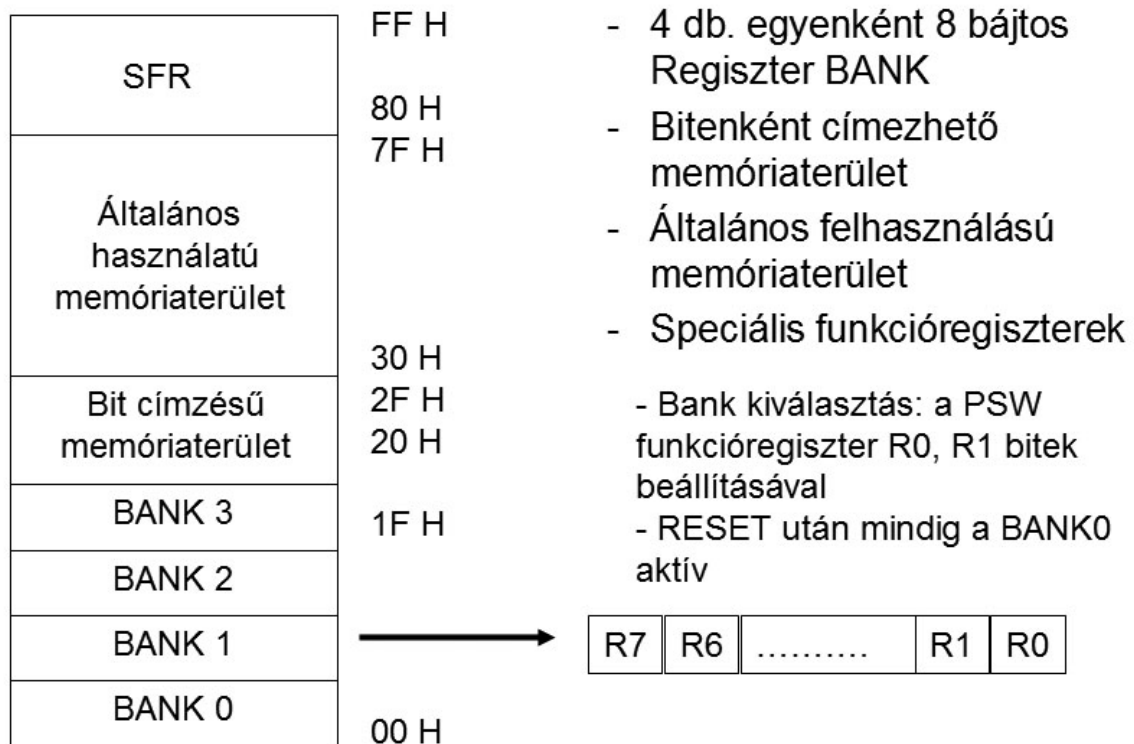 SFR
FF H
80 H
7F H
Általános
használatú
memóriaterület
30 H
Bit címzésű
memóriaterület
2F H
20 H
BANK 3
1F H
BANK 2
BANK 1
BANK 0
00 H
- 4 db. egyenként 8 bájtos
Regiszter BANK
- Bitenként címezhető
memóriaterület
- Általános felhasználású
memóriaterület
- Speciális funkcióregiszterek
- Bank kiválasztás: a PSW
funkcióregiszter R0, R1 bitek
beállításával
- RESET után mindig a BANK0
aktív
R7 R6 .......... R1 R0